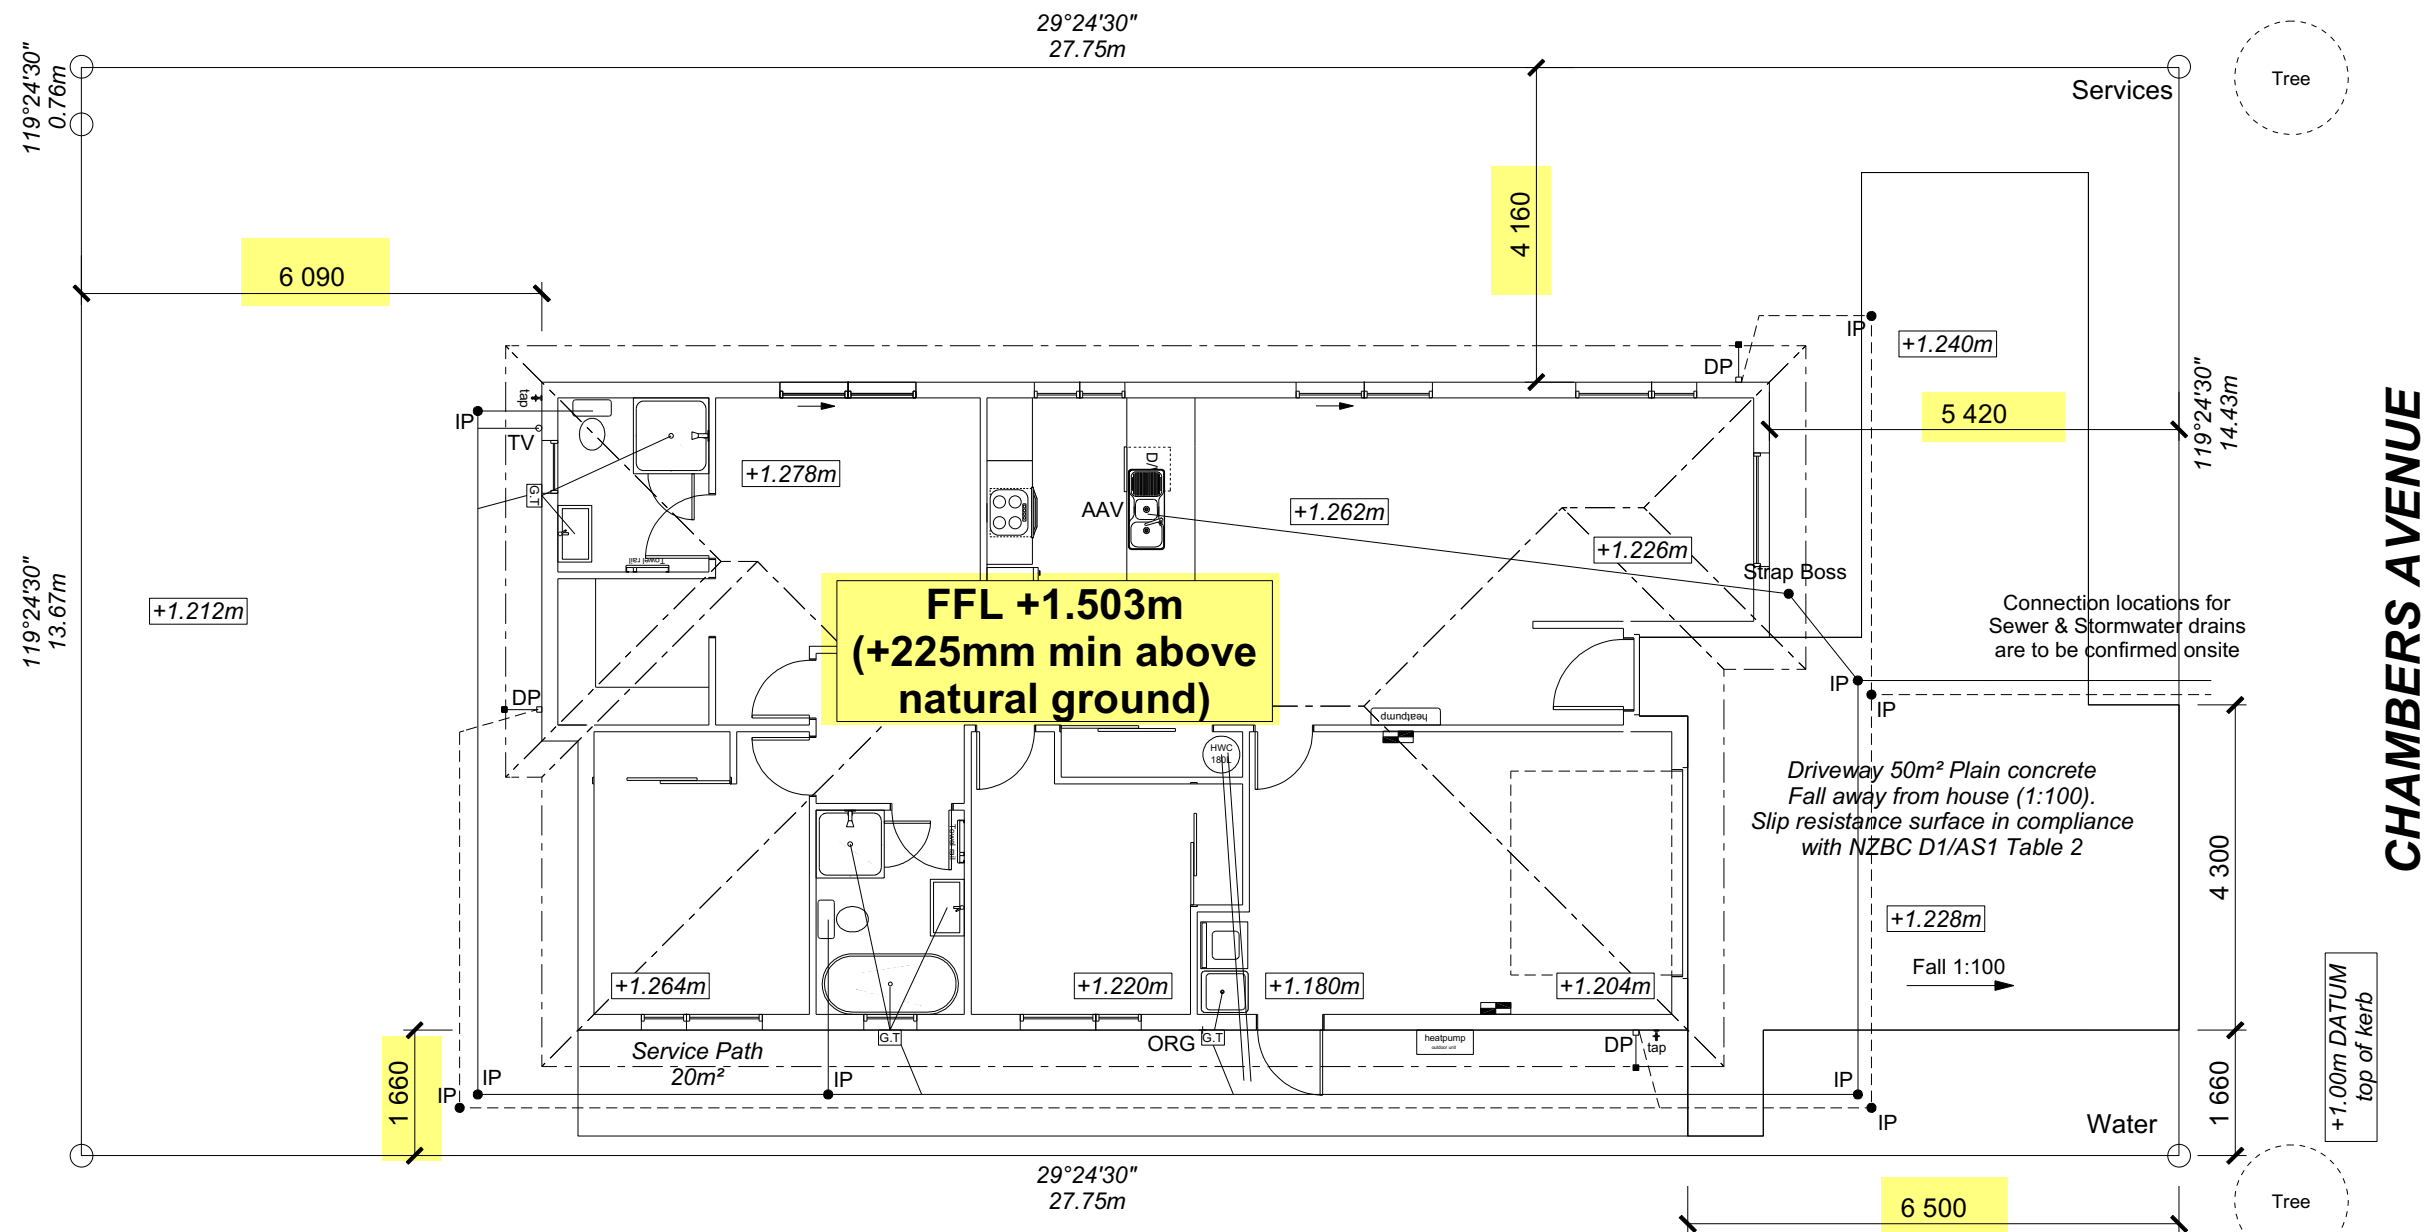 29°24'30"
27.75m
119°24'30"
0.76m
Services
Tree
6 090
4 160
IP
+1.240m
DP
tap
IP
TV
5 420
119°24'30"
14.43m
CHAMBERS AVENUE
+1.278m
G.T
AAV
+1.262m
+1.226m
Towel rail
Strap Boss
119°24'30"
13.67m
+1.212m
FFL +1.503m
(+225mm min above
natural ground)
Connection locations for
Sewer & Stormwater drains
are to be confirmed onsite
DP
IP
IP
heatpump
HWC
180L
Driveway 50m² Plain concrete
Fall away from house (1:100).
Slip resistance surface in compliance
with NZBC D1/AS1 Table 2
Towel rail
4 300
+1.228m
Fall 1:100
+1.264m
+1.220m
+1.180m
+1.204m
+1.00m DATUM
top of kerb
G.T
ORG
G.T
heatpump
outdoor unit
DP
tap
Service Path
20m²
1 660
IP
IP
IP
IP
IP
Water
1 660
29°24'30"
27.75m
6 500
Tree